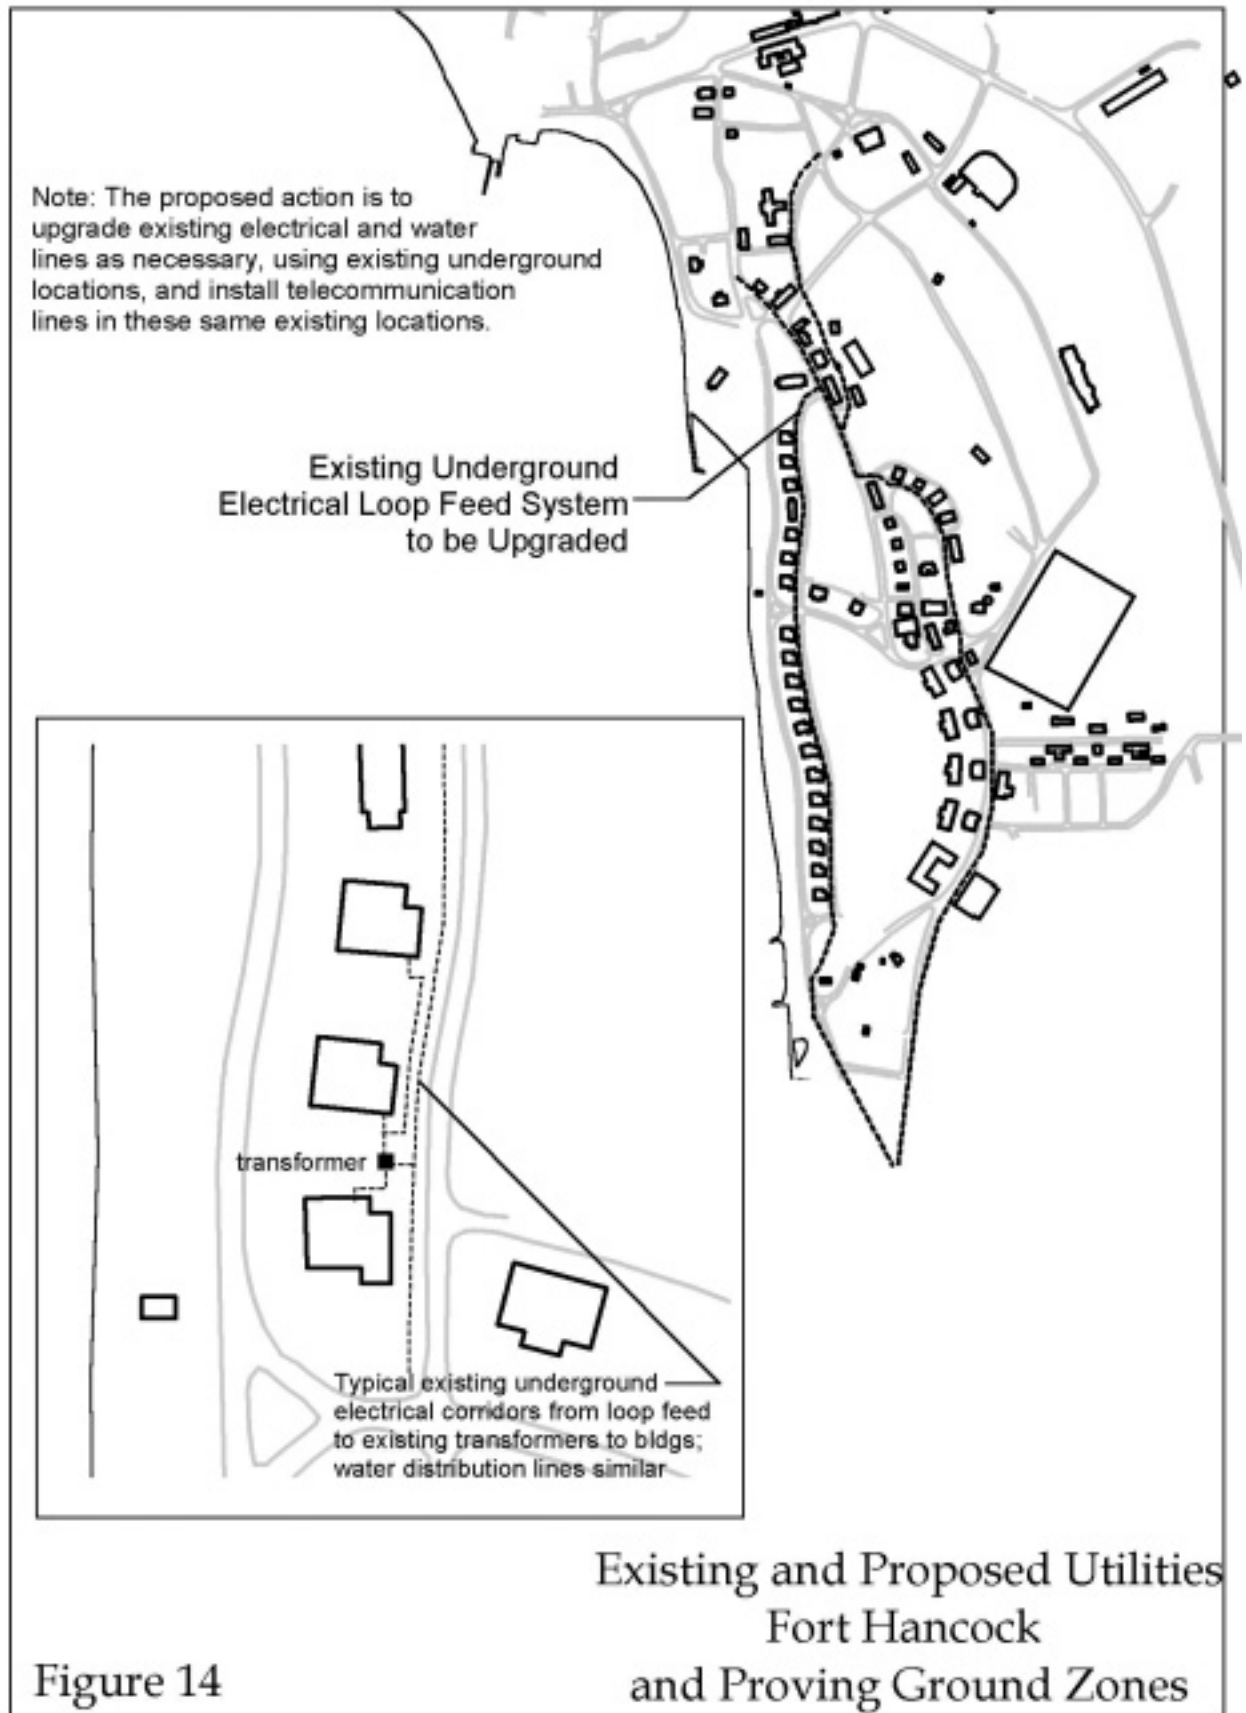 Note: The proposed action is to
upgrade existing electrical and water
lines as necessary, using existing underground
locations, and install telecommunication
lines in these same existing locations.
Existing Underground
Electrical Loop Feed System
to be Upgraded
transformer
Typical existing underground
electrical corridors from loop feed
to existing transformers to bldgs;
water distribution lines similar
Existing and Proposed Utilities
Fort Hancock
and Proving Ground Zones
Figure 14